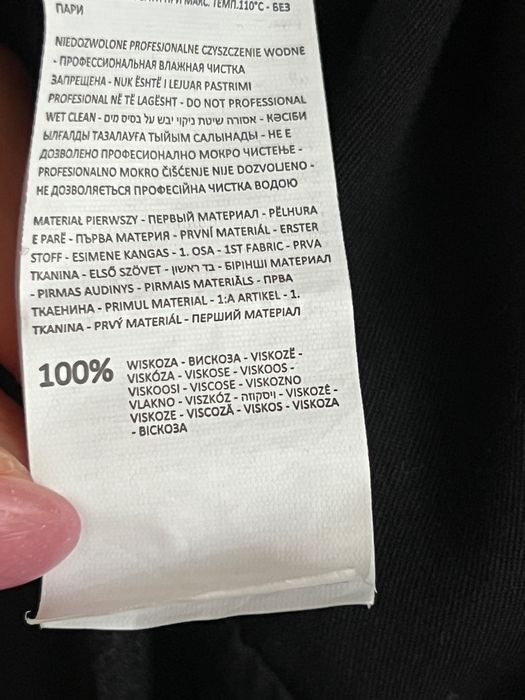 МАКС. ТЕМП.110°C - БЕЗ
ПАРИ
NIEDOZWOLONE PROFESJONALNE CZYSZCZENIE WODNE
- ПРОФЕССИОНАЛЬНАЯ ВЛАЖНАЯ ЧИСТКА
ЗАПРЕЩЕНА - NUK ËSHTË I LEJUAR PASTRIMI
PROFESIONAL NË TË LAGËSHT - DO NOT PROFESSIONAL
WET CLEAN - אסורה שטית ניקוי יבש על בסיס מים - КӘСІБИ
ЫЛҒАЛДЫ ТАЗАЛАУҒА ТЫЙЫМ САЛЫНАДЫ - НЕ Е
ДОЗВОЛЕНО ПРОФЕСИОНАЛНО МОКРО ЧИСТЕЊЕ -
PROFESIONALNO MOKRO ČIŠĆENJE NIJE DOZVOLJENO -
НЕ ДОЗВОЛЯЄТЬСЯ ПРОФЕСІЙНА ЧИСТКА ВОДОЮ
MATERIAŁ PIERWSZY - ПЕРВЫЙ МАТЕРИАЛ - PËLHURA
E PARË - ПЪРВА МАТЕРИЯ - PRVNÍ MATERIÁL - ERSTER
STOFF - ESIMENE KANGAS - 1. OSA - 1ST FABRIC - PRVA
TKANINA - ELSŐ SZÖVET - בד ראשון - БІРІНШІ МАТЕРИАЛ
- PIRMAS AUDINYS - PIRMAIS MATERIĀLS - ПРВА
ТКАЕНИНА - PRIMUL MATERIAL - 1:A ARTIKEL - 1.
TKANINA - PRVÝ MATERIÁL - ПЕРШИЙ МАТЕРІАЛ
100% WISKOZA - ВИСКОЗА - VISKOZË -
VISKÓZA - VISKOSE - VISKOOS -
VISKOOSI - VISCOSE - VISKOZNO
VLAKNO - VISZKÓZ - ויסקוזה - VISKOZĖ -
VISKOZE - VISCOZĂ - VISKOS - VISKOZA
- ВІСКОЗА